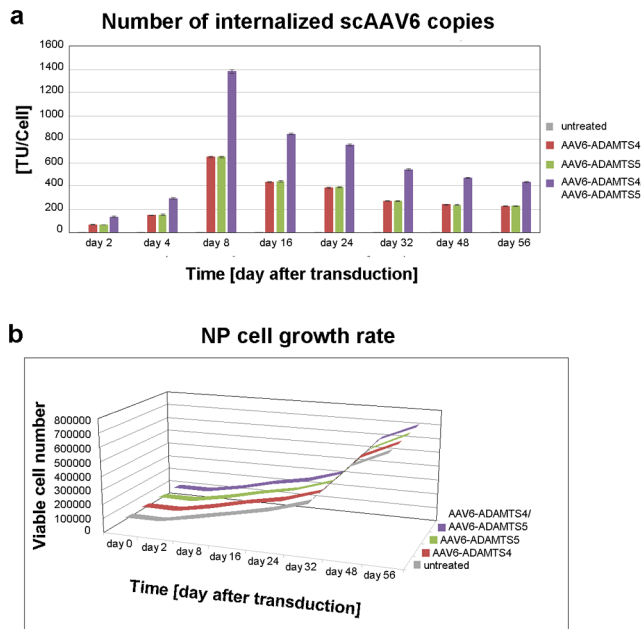 a
Number of internalized scAAV6 copies
[TU/Cell]
1600
1400
1200
1000
800
600
400
200
0
day 2 day 4 day 8 day 16 day 24 day 32 day 48 day 56
Time [day after transduction]
untreated
AAV6-ADAMTS4
AAV6-ADAMTS5
AAV6-ADAMTS4
AAV6-ADAMTS5
b
NP cell growth rate
Viable cell number
800000
700000
600000
500000
400000
300000
200000
100000
0
day 0 day 2 day 8 day 16 day 24 day 32 day 48 day 56
Time [day after transduction]
AAV6-ADAMTS4/
AAV6-ADAMTS5
AAV6-ADAMTS5
AAV6-ADAMTS4
untreated